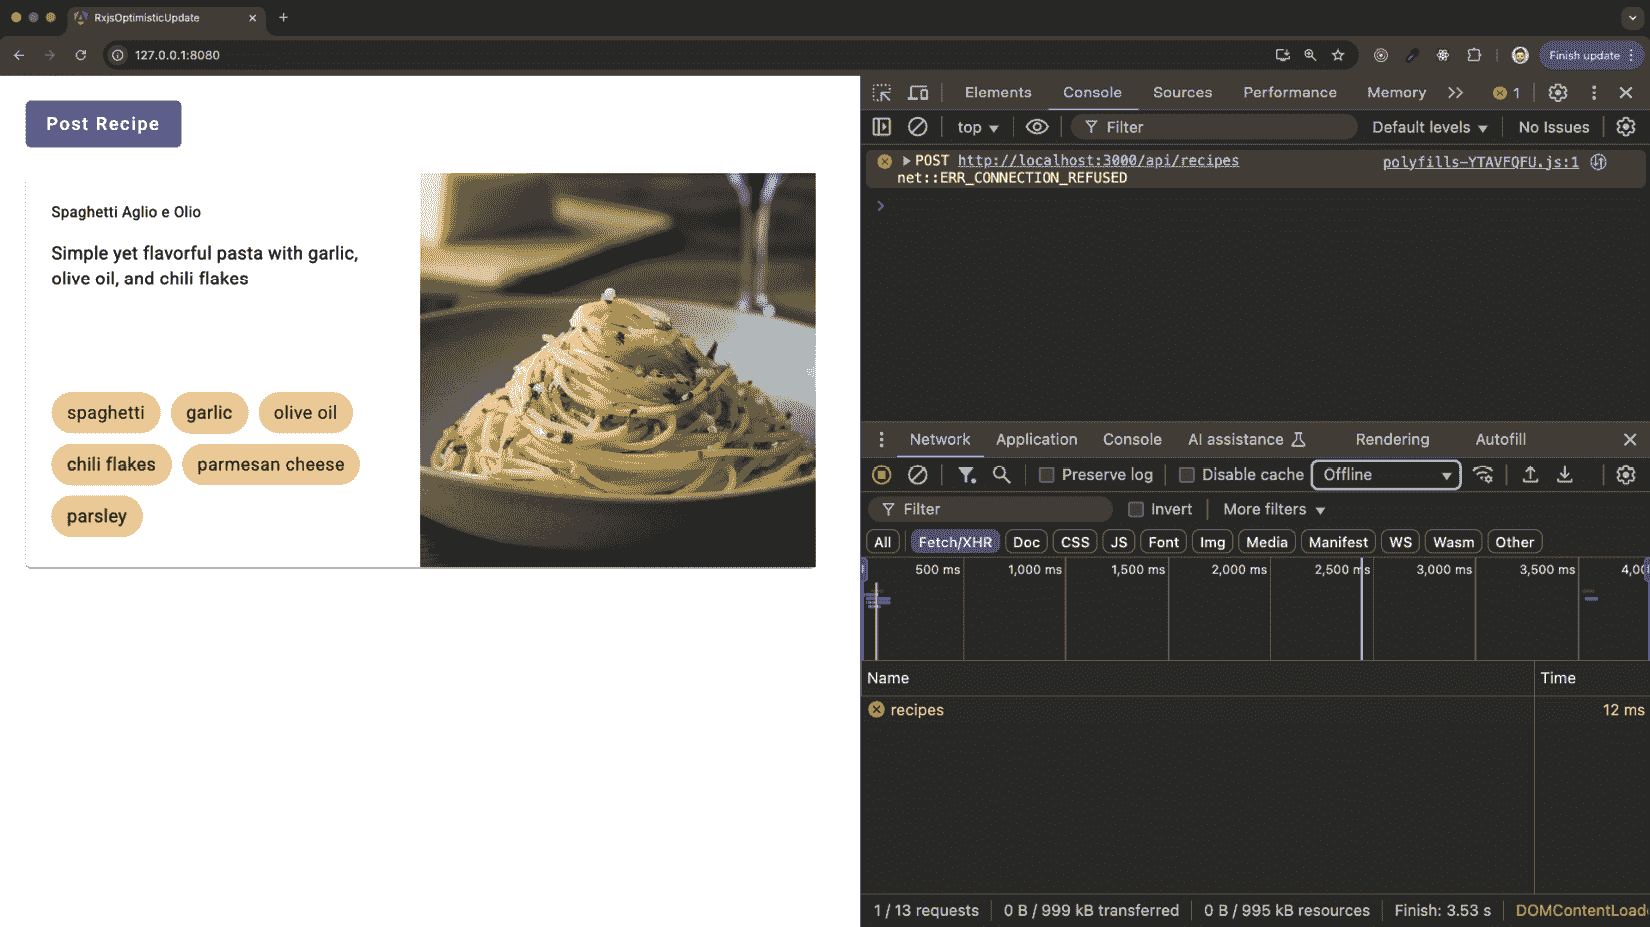 RxjsOptimisticUpdate
127.0.0.1:8080
Finish update
Post Recipe
Spaghetti Aglio e Olio
Simple yet flavorful pasta with garlic,
olive oil, and chili flakes
spaghetti garlic olive oil
chili flakes parmesan cheese
parsley
Elements Console Sources Performance Memory 1
top Filter Default levels No Issues
POST http://localhost:3000/api/recipes polyfills-YTAVFQFU.js:1
net::ERR_CONNECTION_REFUSED
Network Application Console AI assistance Rendering Autofill
Preserve log Disable cache Offline
Filter Invert More filters
All Fetch/XHR Doc CSS JS Font Img Media Manifest WS Wasm Other
500 ms 1,000 ms 1,500 ms 2,000 ms 2,500 ms 3,000 ms 3,500 ms 4,00
Name Time
recipes 12 ms
1 / 13 requests 0 B / 999 kB transferred 0 B / 995 kB resources Finish: 3.53 s DOMContentLoad